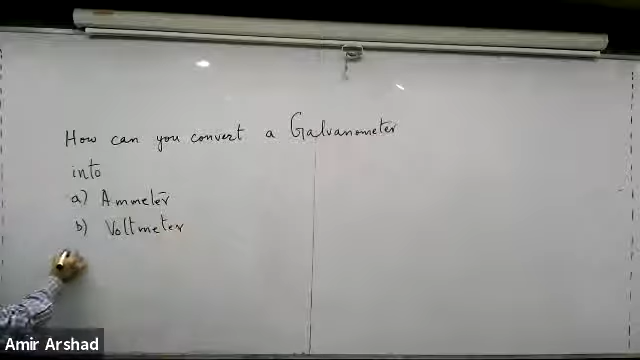 How can you convert a Galvanometer
into
a) Ammeter
b) Voltmeter
Amir Arshad